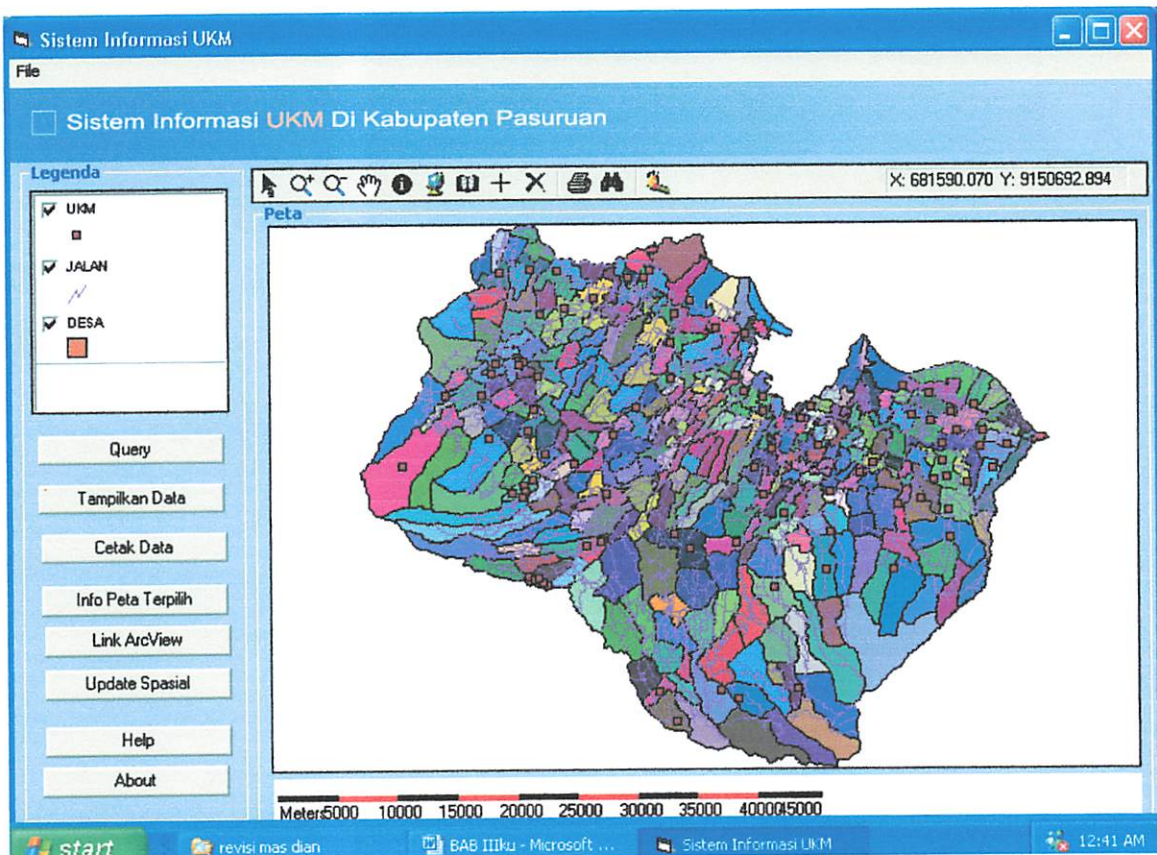 Sistem Informasi UKM
File
Sistem Informasi UKM Di Kabupaten Pasuruan
Legenda
UKM
JALAN
DESA
Query
Tampilkan Data
Cetak Data
Info Peta Terpilih
Link ArcView
Update Spasial
Help
About
X: 681590.070 Y: 9150692.894
Peta
Meters5000 10000 15000 20000 25000 30000 35000 4000045000
start revisi mas dian BAB IIIku - Microsoft ... Sistem Informasi UKM 12:41 AM